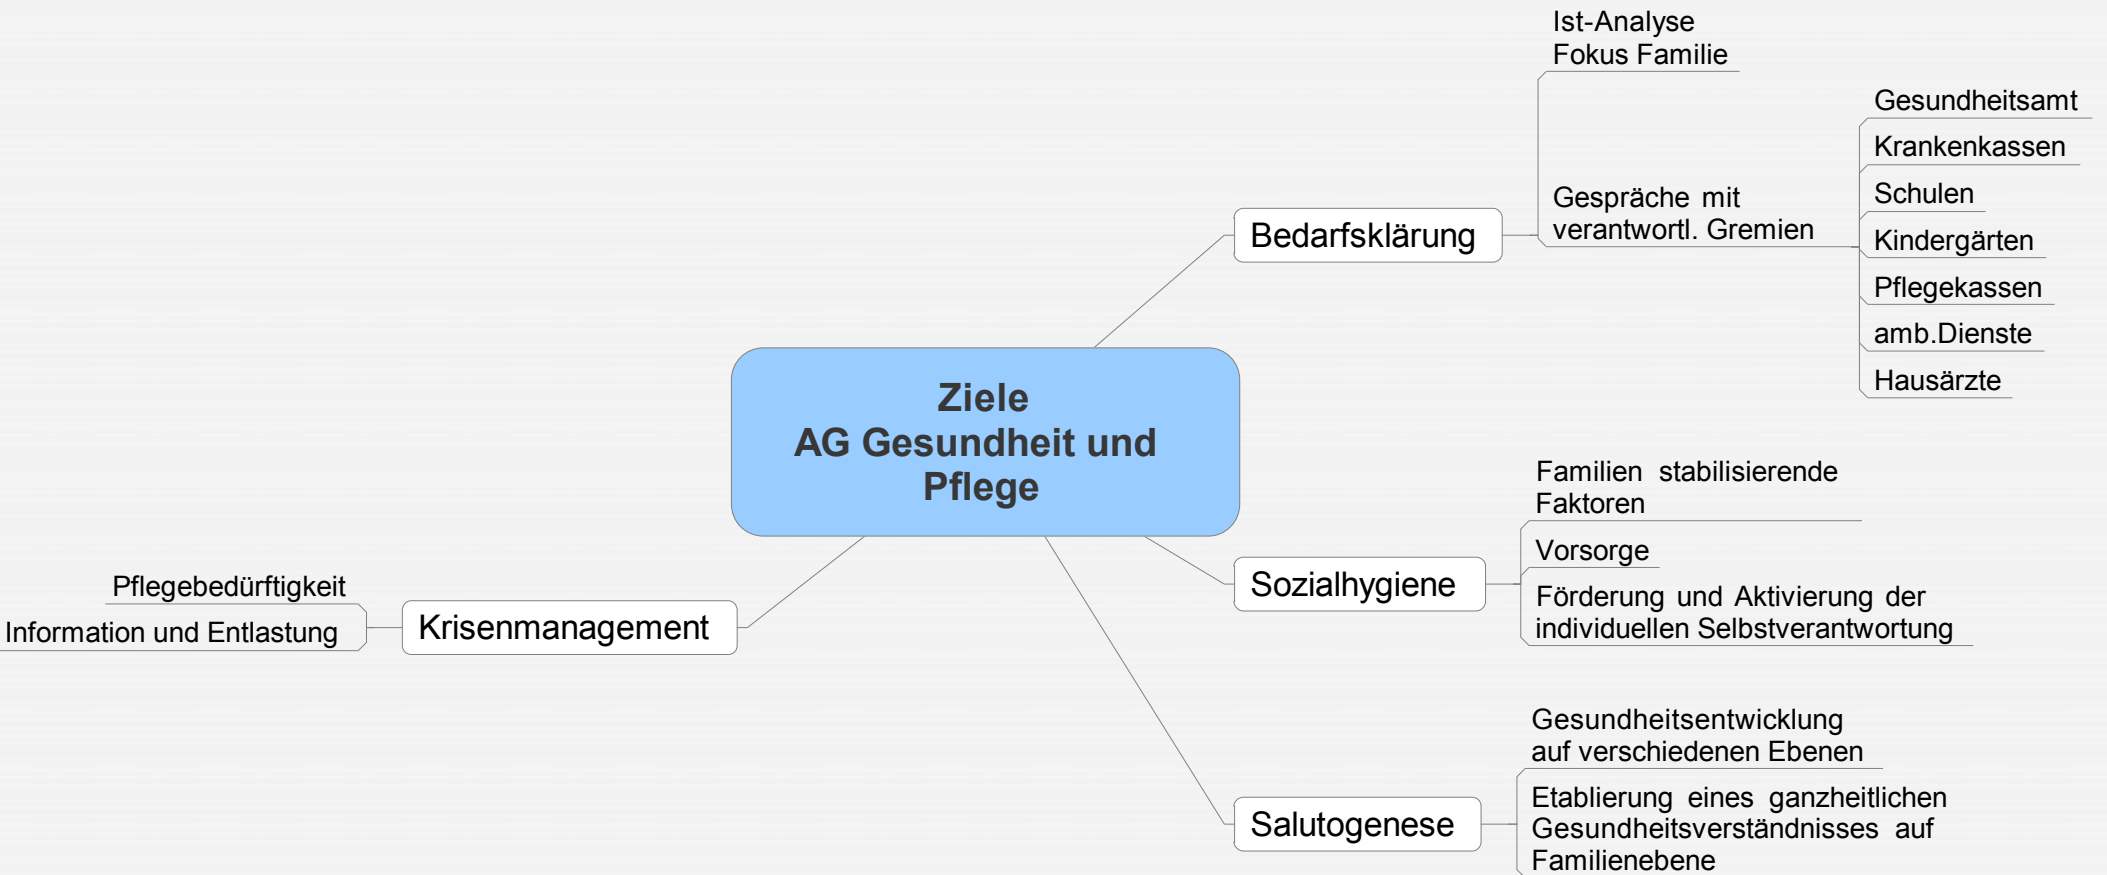 Ist-Analyse
Fokus Familie
Gespräche mit
verantwortl. Gremien
Gesundheitsamt
Krankenkassen
Schulen
Kindergärten
Pflegekassen
amb.Dienste
Hausärzte
Bedarfsklärung
Ziele
AG Gesundheit und
Pflege
Familien stabilisierende
Faktoren
Vorsorge
Förderung und Aktivierung der
individuellen Selbstverantwortung
Sozialhygiene
Pflegebedürftigkeit
Information und Entlastung
Krisenmanagement
Gesundheitsentwicklung
auf verschiedenen Ebenen
Etablierung eines ganzheitlichen
Gesundheitsverständnisses auf
Familienebene
Salutogenese